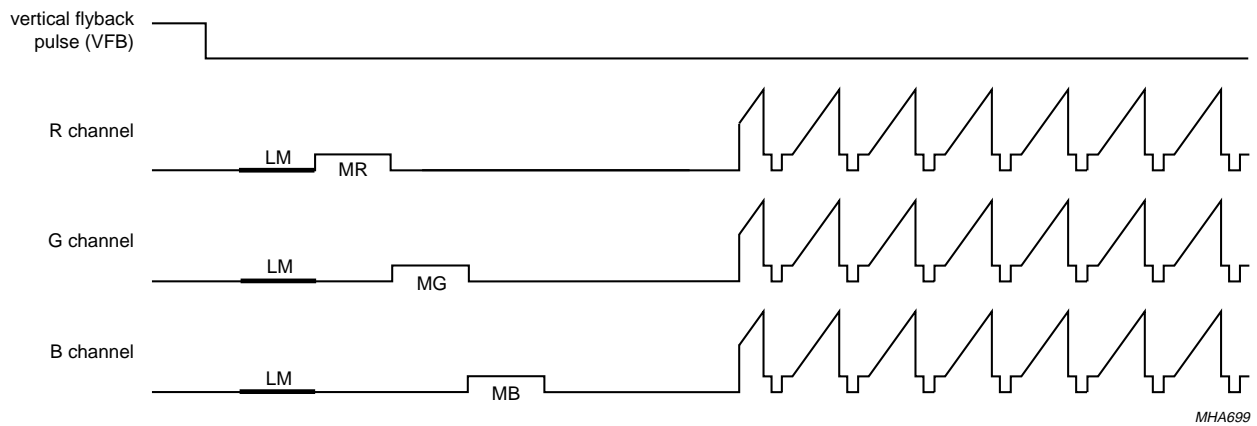 vertical flyback
pulse (VFB)
R channel
LM
MR
G channel
LM
MG
B channel
LM
MB
MHA699